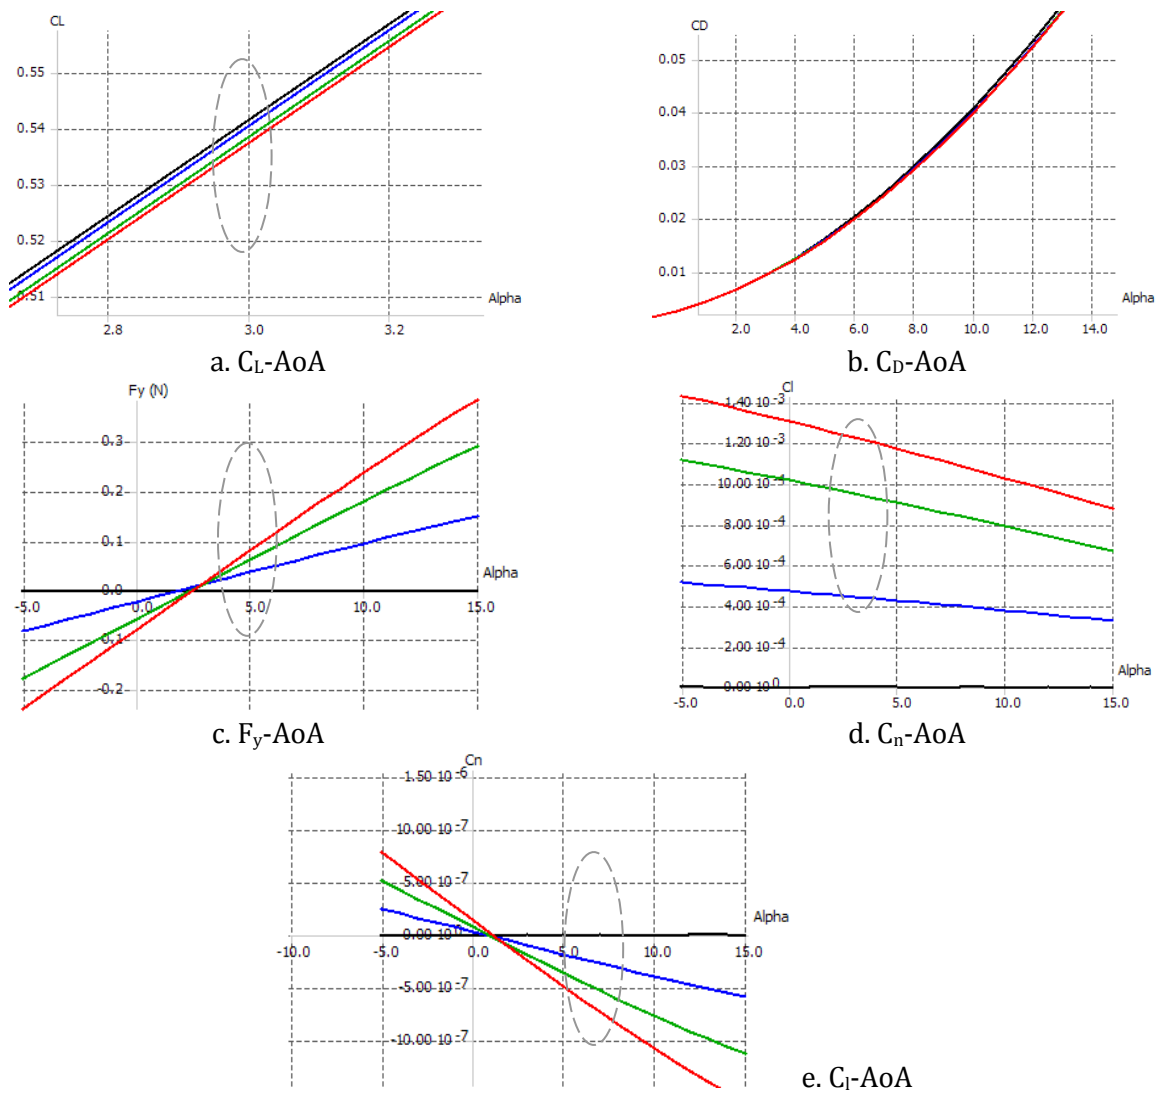 CL
0.55
0.54
0.53
0.52
0.51
Alpha
2.8 3.0 3.2
a. CL-AoA
CD
0.05
0.04
0.03
0.02
0.01
Alpha
2.0 4.0 6.0 8.0 10.0 12.0 14.0
b. CD-AoA
Fy (N)
0.3
0.2
0.1
0.0
Alpha
-5.0 0.0 5.0 10.0 15.0
-0.1
-0.2
c. Fy-AoA
Cl
1.40 10 -3
1.20 10 -3
10.00 10 -4
8.00 10 -4
6.00 10 -4
4.00 10 -4
2.00 10 -4
0.00 10 0
Alpha
-5.0 0.0 5.0 10.0 15.0
d. Cn-AoA
Cn
1.50 10 -6
10.00 10 -7
5.00 10 -7
0.00 10 0
Alpha
-10.0 -5.0 0.0 5.0 10.0 15.0
-5.00 10 -7
-10.00 10 -7
e. Cl-AoA